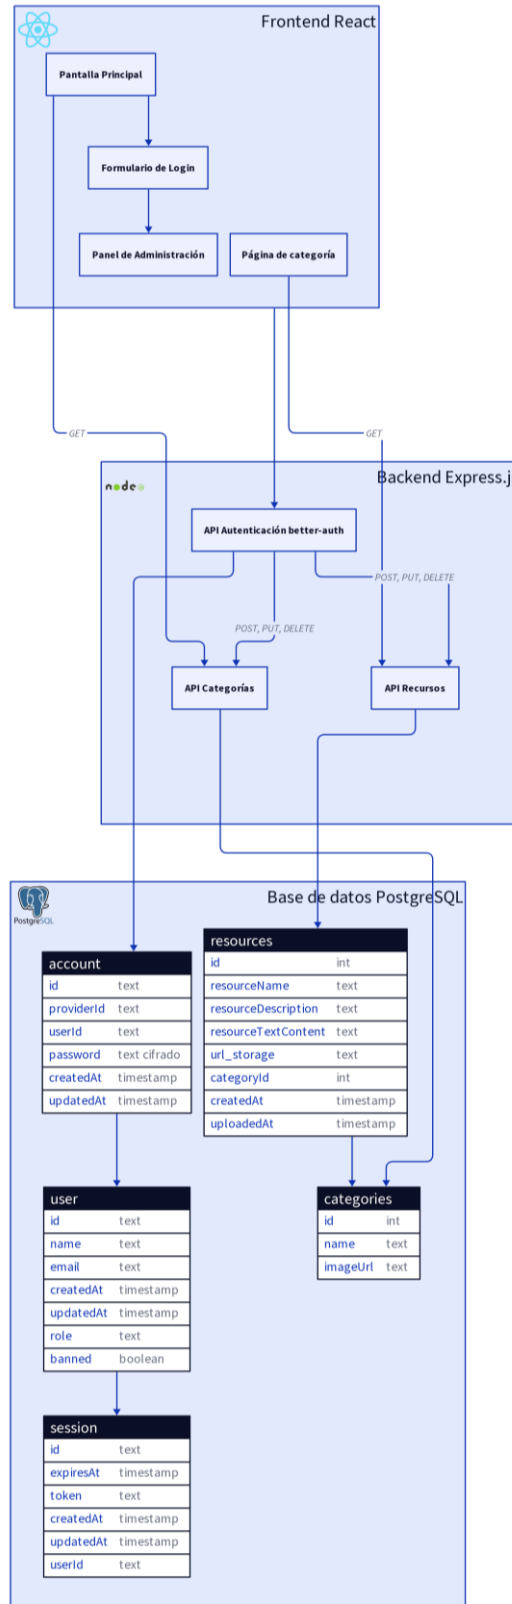 Frontend React
Pantalla Principal
Formulario de Login
Panel de Administración
Página de categoría
GET
GET
Backend Express.j
node
API Autenticación better-auth
POST, PUT, DELETE
POST, PUT, DELETE
API Categorías
API Recursos
PostgreSQL
Base de datos PostgreSQL
account
id text
providerId text
userId text
password text cifrado
createdAt timestamp
updatedAt timestamp
resources
id int
resourceName text
resourceDescription text
resourceTextContent text
url_storage text
categoryId int
createdAt timestamp
uploadedAt timestamp
user
id text
name text
email text
createdAt timestamp
updatedAt timestamp
role text
banned boolean
categories
id int
name text
imageUrl text
session
id text
expiresAt timestamp
token text
createdAt timestamp
updatedAt timestamp
userId text